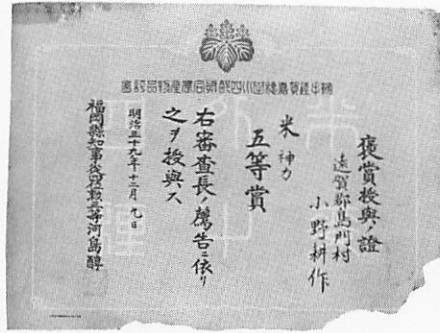 褒賞授與ノ證
遠賀郡島門村
小野耕作
米 神力
五等賞
右審査長ノ薦告ニ依リ
之ヲ授與ス
明治三十九年十二月九日
福岡縣知事從四位勲三等河島醇